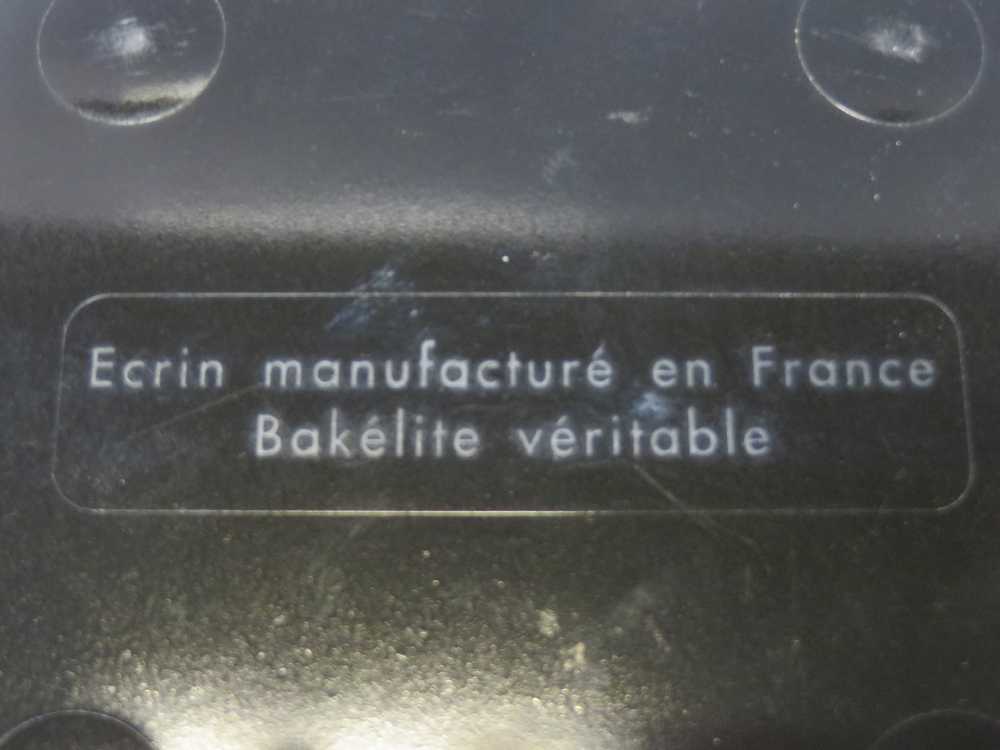 Ecrin manufacturé en France
Bakélite véritable